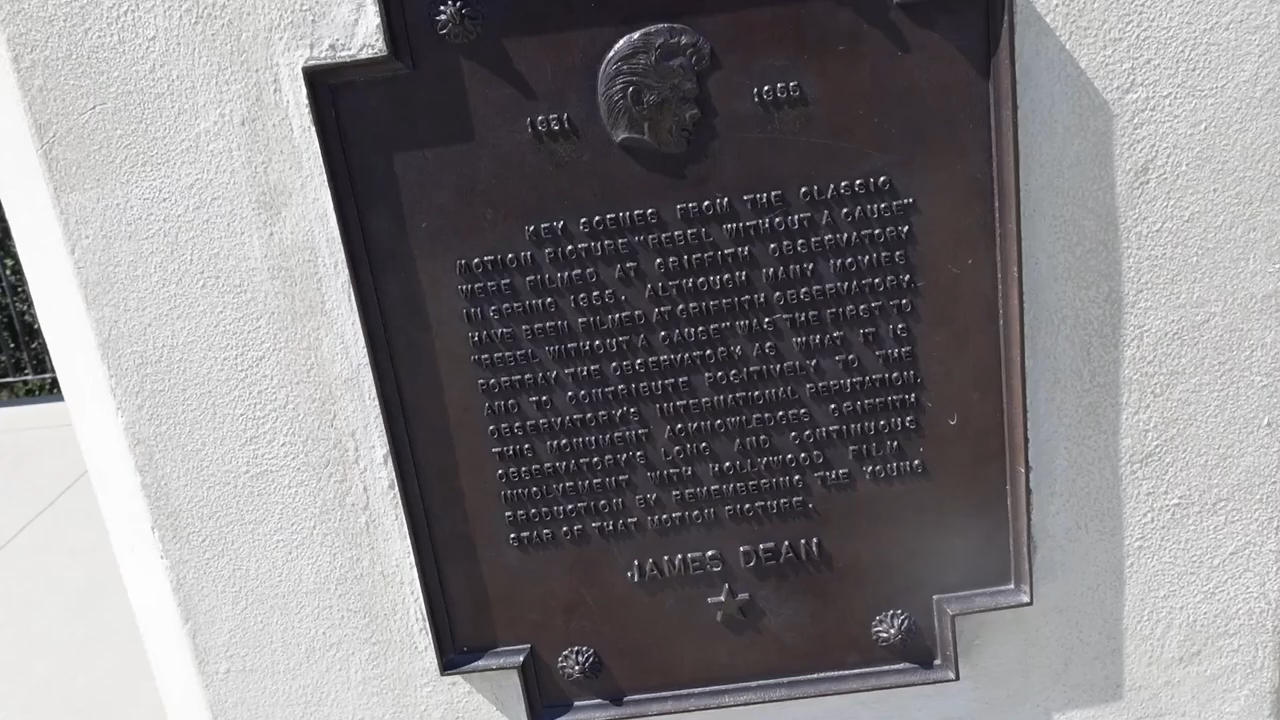 1931 1955
KEY SCENES FROM THE CLASSIC
MOTION PICTURE "REBEL WITHOUT A CAUSE"
WERE FILMED AT GRIFFITH OBSERVATORY
IN SPRING 1955. ALTHOUGH MANY MOVIES
HAVE BEEN FILMED AT GRIFFITH OBSERVATORY.
"REBEL WITHOUT A CAUSE" WAS THE FIRST TO
PORTRAY THE OBSERVATORY AS WHAT IT IS
AND TO CONTRIBUTE POSITIVELY TO THE
OBSERVATORY'S INTERNATIONAL REPUTATION.
THIS MONUMENT ACKNOWLEDGES GRIFFITH
OBSERVATORY'S LONG AND CONTINUOUS
INVOLVEMENT WITH HOLLYWOOD FILM
PRODUCTION BY REMEMBERING THE YOUNG
STAR OF THAT MOTION PICTURE.
JAMES DEAN